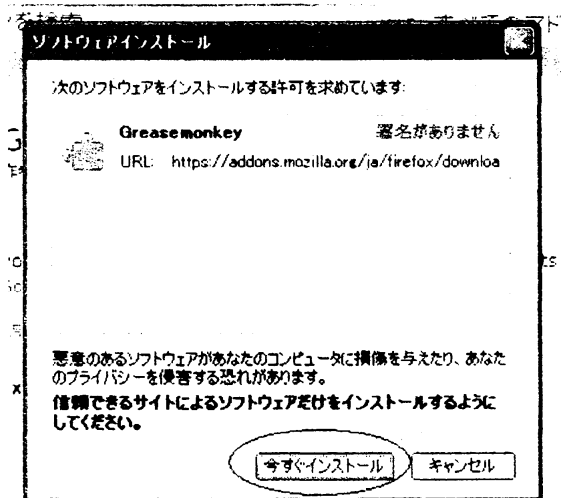 を検索
ソフトウェアインストール
次のソフトウェアをインストールする許可を求めています:
Greasemonkey 署名がありません
URL: https://addons.mozilla.org/ja/firefox/downloa
悪意のあるソフトウェアがあなたのコンピュータに損傷を与えたり、あなた
のプライバシーを侵害する恐れがあります。
信頼できるサイトによるソフトウェアだけをインストールするように
してください。
今すぐインストール キャンセル